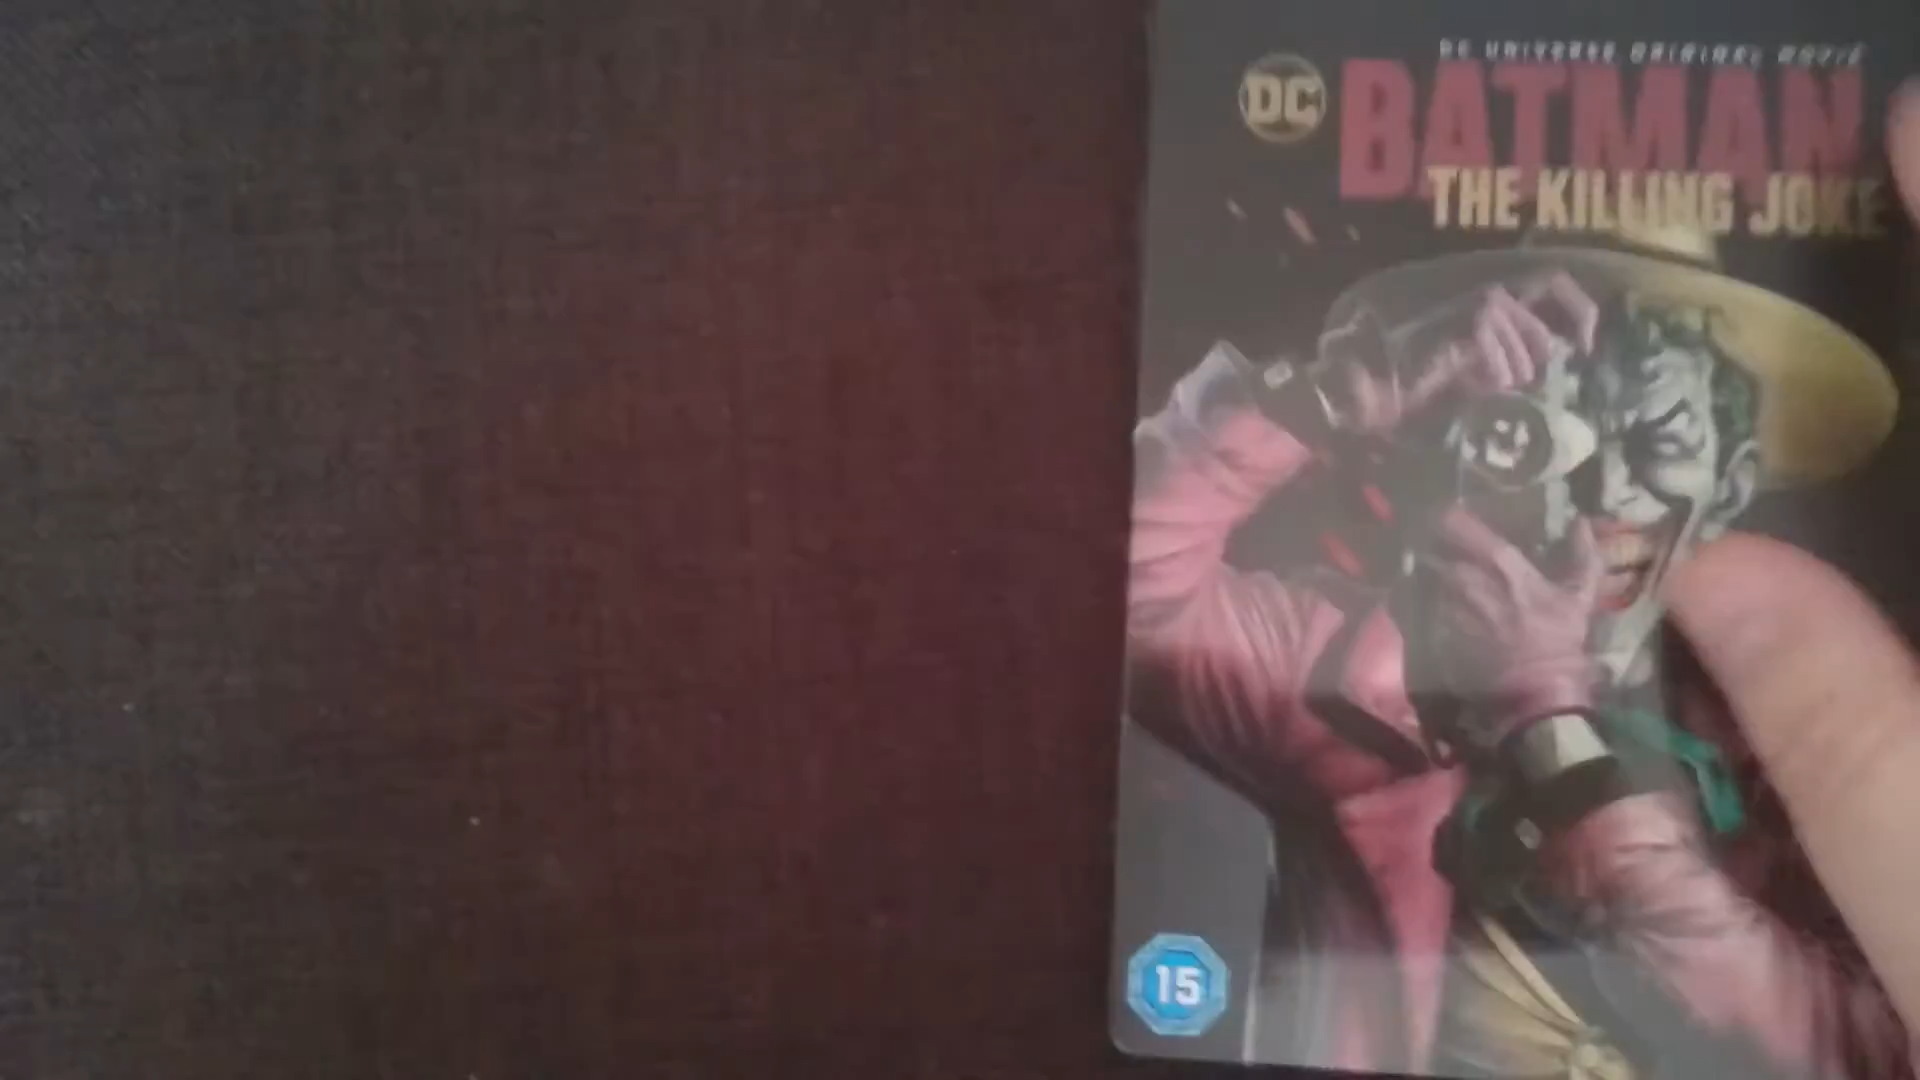 DC UNIVERSE ORIGINAL MOVIE
DC
BATMAN
THE KILLING JOKE
15